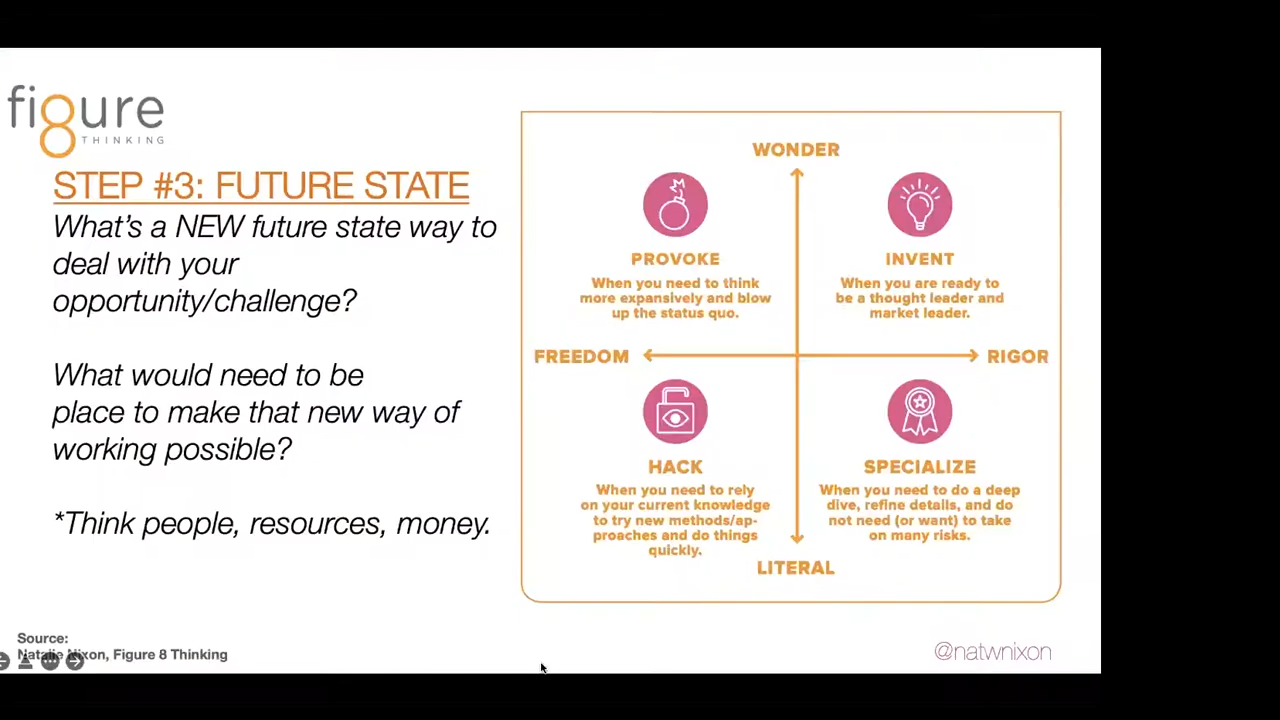 figure
THINKING
STEP #3: FUTURE STATE
What's a NEW future state way to
deal with your
opportunity/challenge?
What would need to be
place to make that new way of
working possible?
*Think people, resources, money.
WONDER
PROVOKE
When you need to think
more expansively and blow
up the status quo.
INVENT
When you are ready to
be a thought leader and
market leader.
FREEDOM
RIGOR
HACK
When you need to rely
on your current knowledge
to try new methods/ap-
proaches and do things
quickly.
SPECIALIZE
When you need to do a deep
dive, refine details, and do
not need (or want) to take
on many risks.
LITERAL
Source:
Natalie Nixon, Figure 8 Thinking
@natwnixon